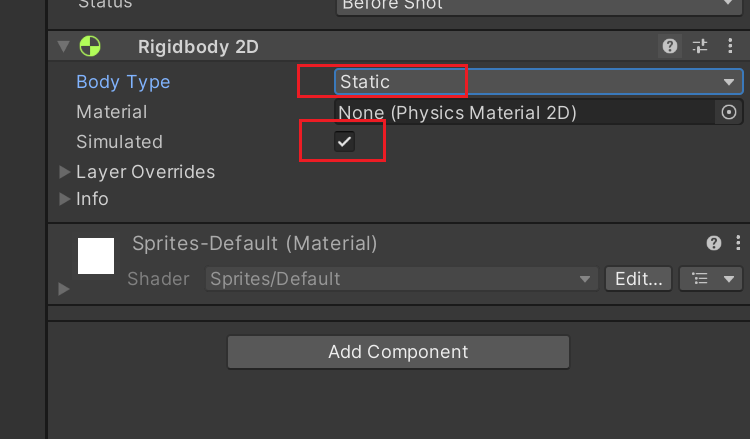 Status Before Shot
Rigidbody 2D
Body Type Static
Material None (Physics Material 2D)
Simulated
Layer Overrides
Info
Sprites-Default (Material)
Shader Sprites/Default Edit...
Add Component